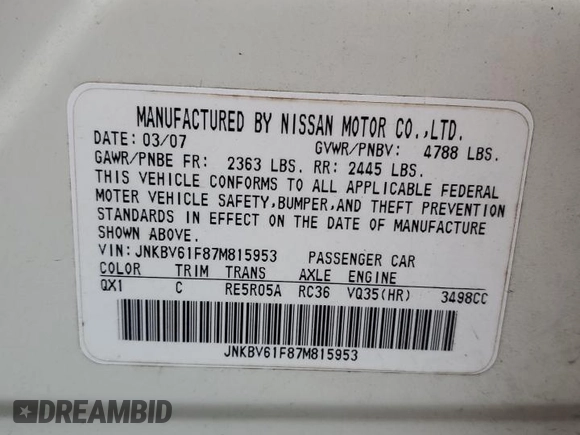 MANUFACTURED BY NISSAN MOTOR CO.,LTD.
DATE: 03/07 GVWR/PNBV: 4788 LBS.
GAWR/PNBE FR: 2363 LBS. RR: 2445 LBS.
THIS VEHICLE CONFORMS TO ALL APPLICABLE FEDERAL
MOTER VEHICLE SAFETY,BUMPER,AND THEFT PREVENTION
STANDARDS IN EFFECT ON THE DATE OF MANUFACTURE
SHOWN ABOVE.
VIN: JNKBV61F87M815953 PASSENGER CAR
COLOR TRIM TRANS AXLE ENGINE
QX1 C RE5R05A RC36 VQ35(HR) 3498CC
JNKBV61F87M815953
DREAMBID